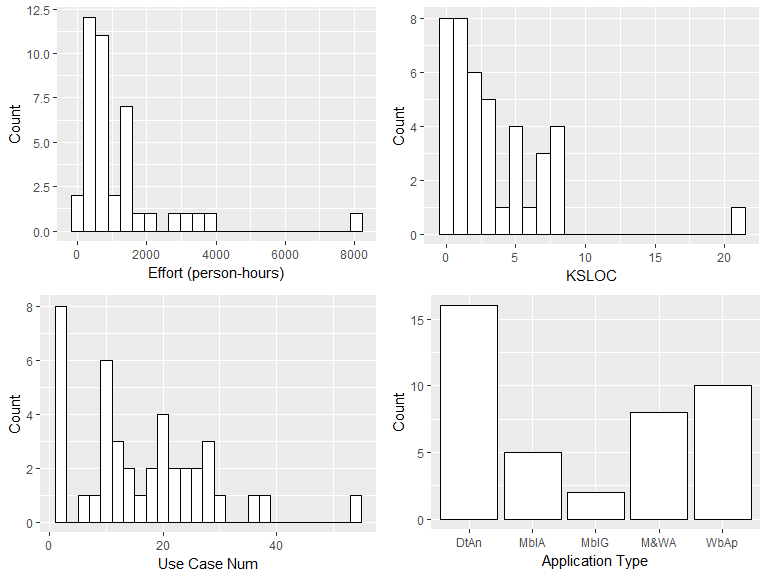 12.5
10.0
7.5
5.0
2.5
0.0
Count
0 2000 4000 6000 8000
Effort (person-hours)
8
6
4
2
0
Count
0 5 10 15 20
KSLOC
8
6
4
2
0
Count
0 20 40
Use Case Num
15
10
5
0
Count
DtAn MblA MblG M&WA WbAp
Application Type